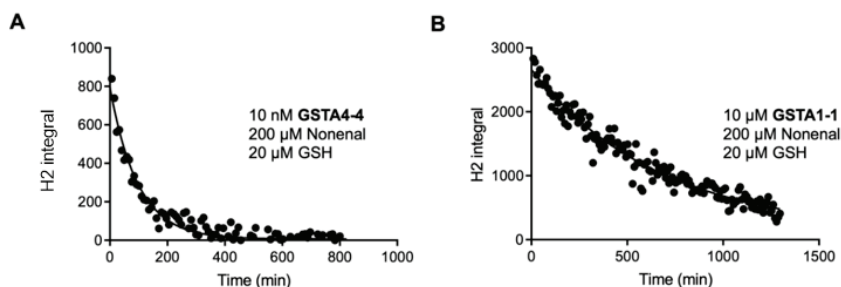 A
1000
800
600
400
200
0
H2 integral
10 nM GSTA4-4
200 µM Nonenal
20 µM GSH
0 200 400 600 800 1000
Time (min)
B
3000
2000
1000
0
H2 integral
10 µM GSTA1-1
200 µM Nonenal
20 µM GSH
0 500 1000 1500
Time (min)